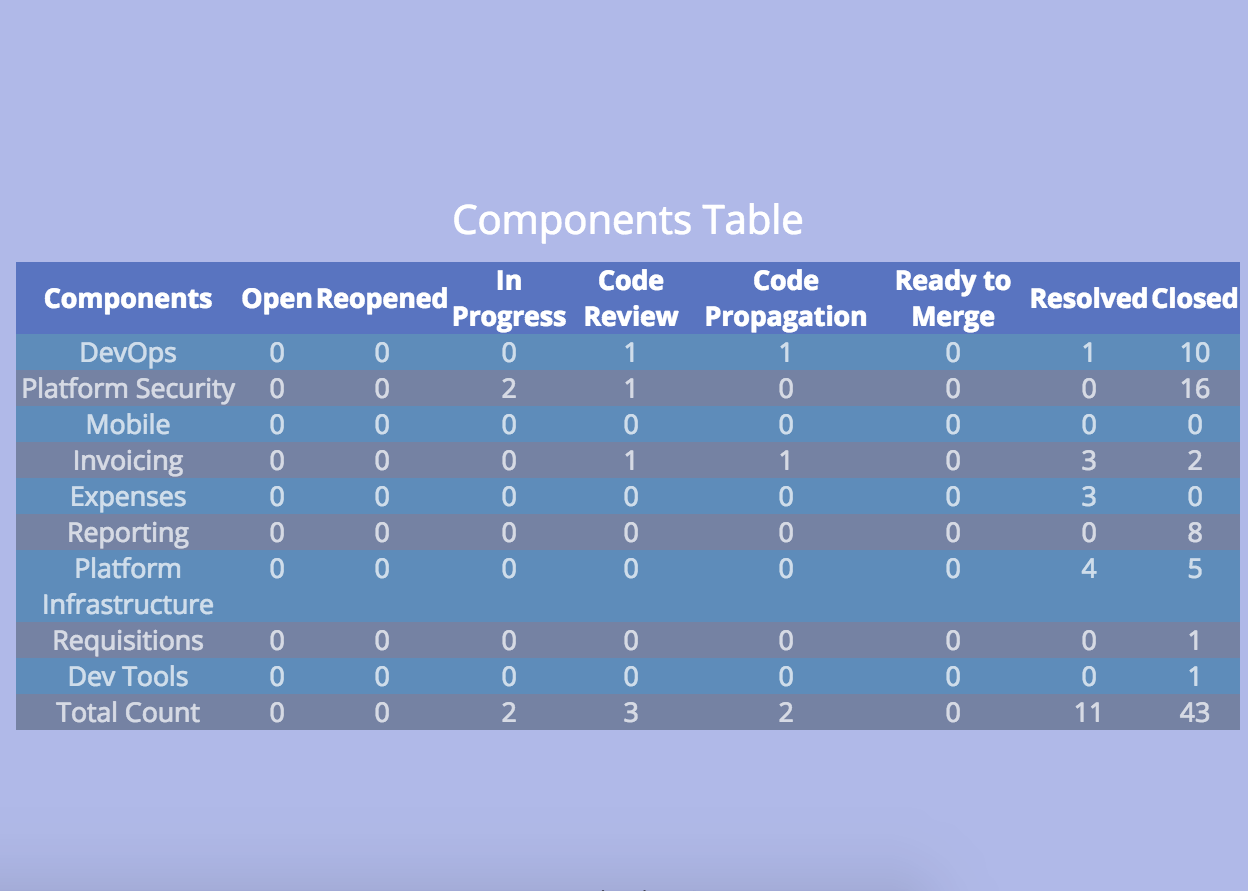 Components Table
Components Open Reopened In Progress Code Review Code Propagation Ready to Merge Resolved Closed
DevOps 0 0 0 1 1 0 1 10
Platform Security 0 0 2 1 0 0 0 16
Mobile 0 0 0 0 0 0 0 0
Invoicing 0 0 0 1 1 0 3 2
Expenses 0 0 0 0 0 0 3 0
Reporting 0 0 0 0 0 0 0 8
Platform Infrastructure 0 0 0 0 0 0 4 5
Requisitions 0 0 0 0 0 0 0 1
Dev Tools 0 0 0 0 0 0 0 1
Total Count 0 0 2 3 2 0 11 43